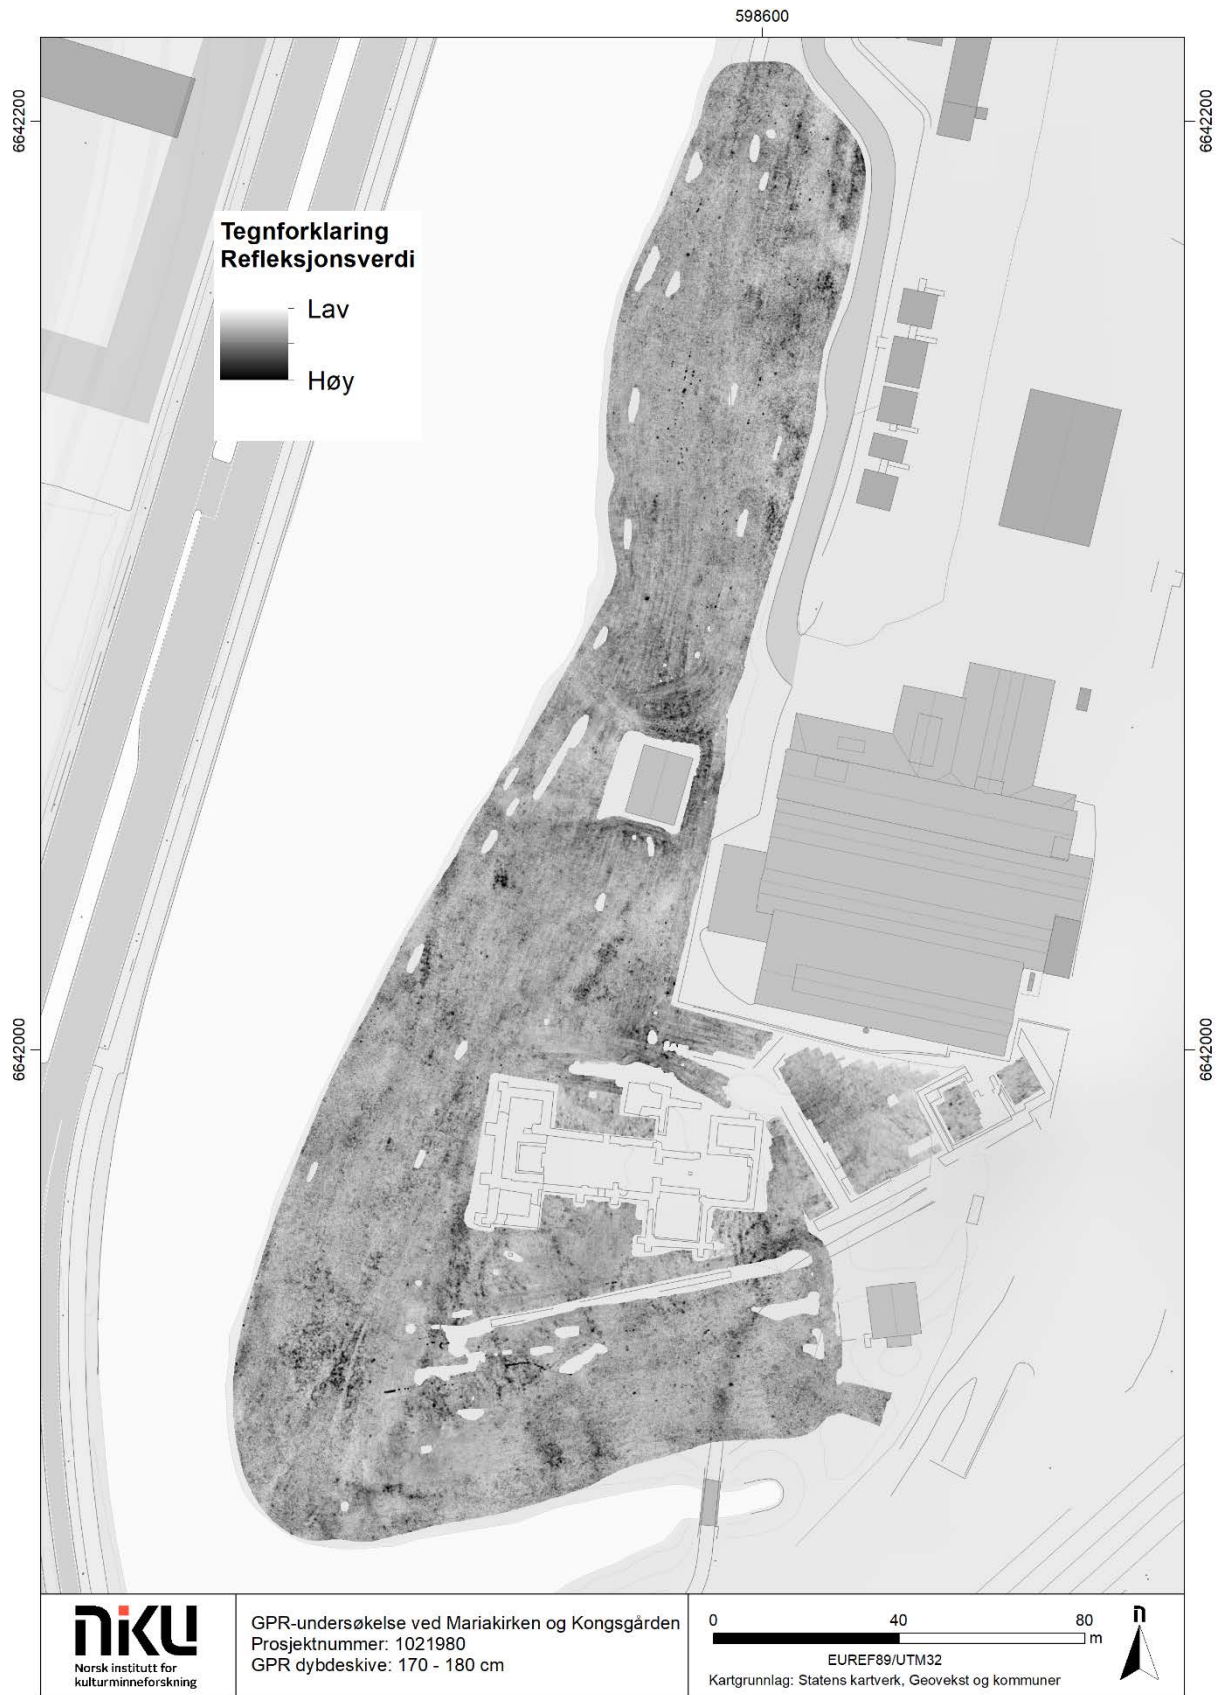 598600
6642200
6642200
Tegnforklaring
Refleksjonsverdi
Lav
Høy
6642000
6642000
niku
Norsk institutt for
kulturminneforskning
GPR-undersøkelse ved Mariakirken og Kongsgården
Prosjektnummer: 1021980
GPR dybdeskive: 170 - 180 cm
0 40 80
m
EUREF89/UTM32
Kartgrunnlag: Statens kartverk, Geovekst og kommuner
n